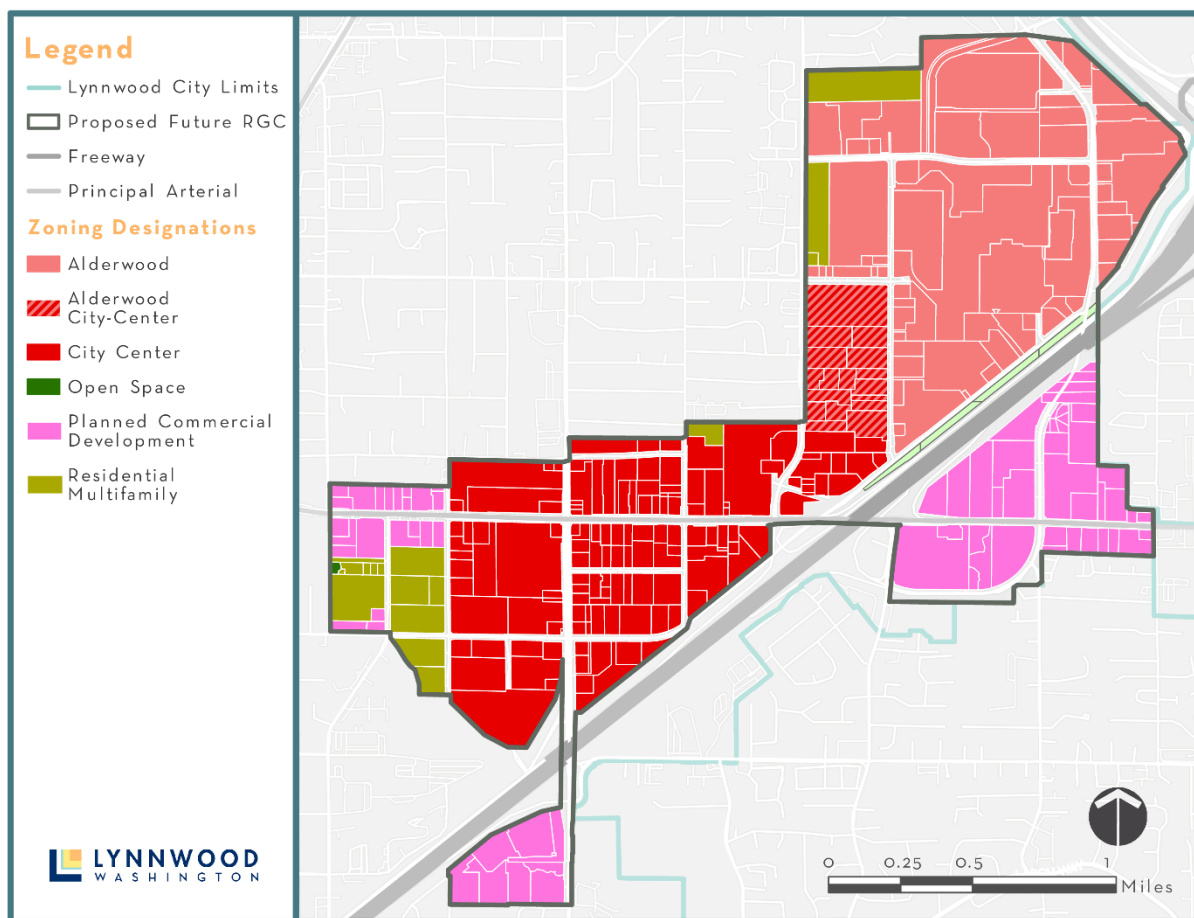 Legend
Lynnwood City Limits
Proposed Future RGC
Freeway
Principal Arterial
Zoning Designations
Alderwood
Alderwood
City-Center
City Center
Open Space
Planned Commercial
Development
Residential
Multifamily
LYNNWOOD
WASHINGTON
0 0.25 0.5 1
Miles